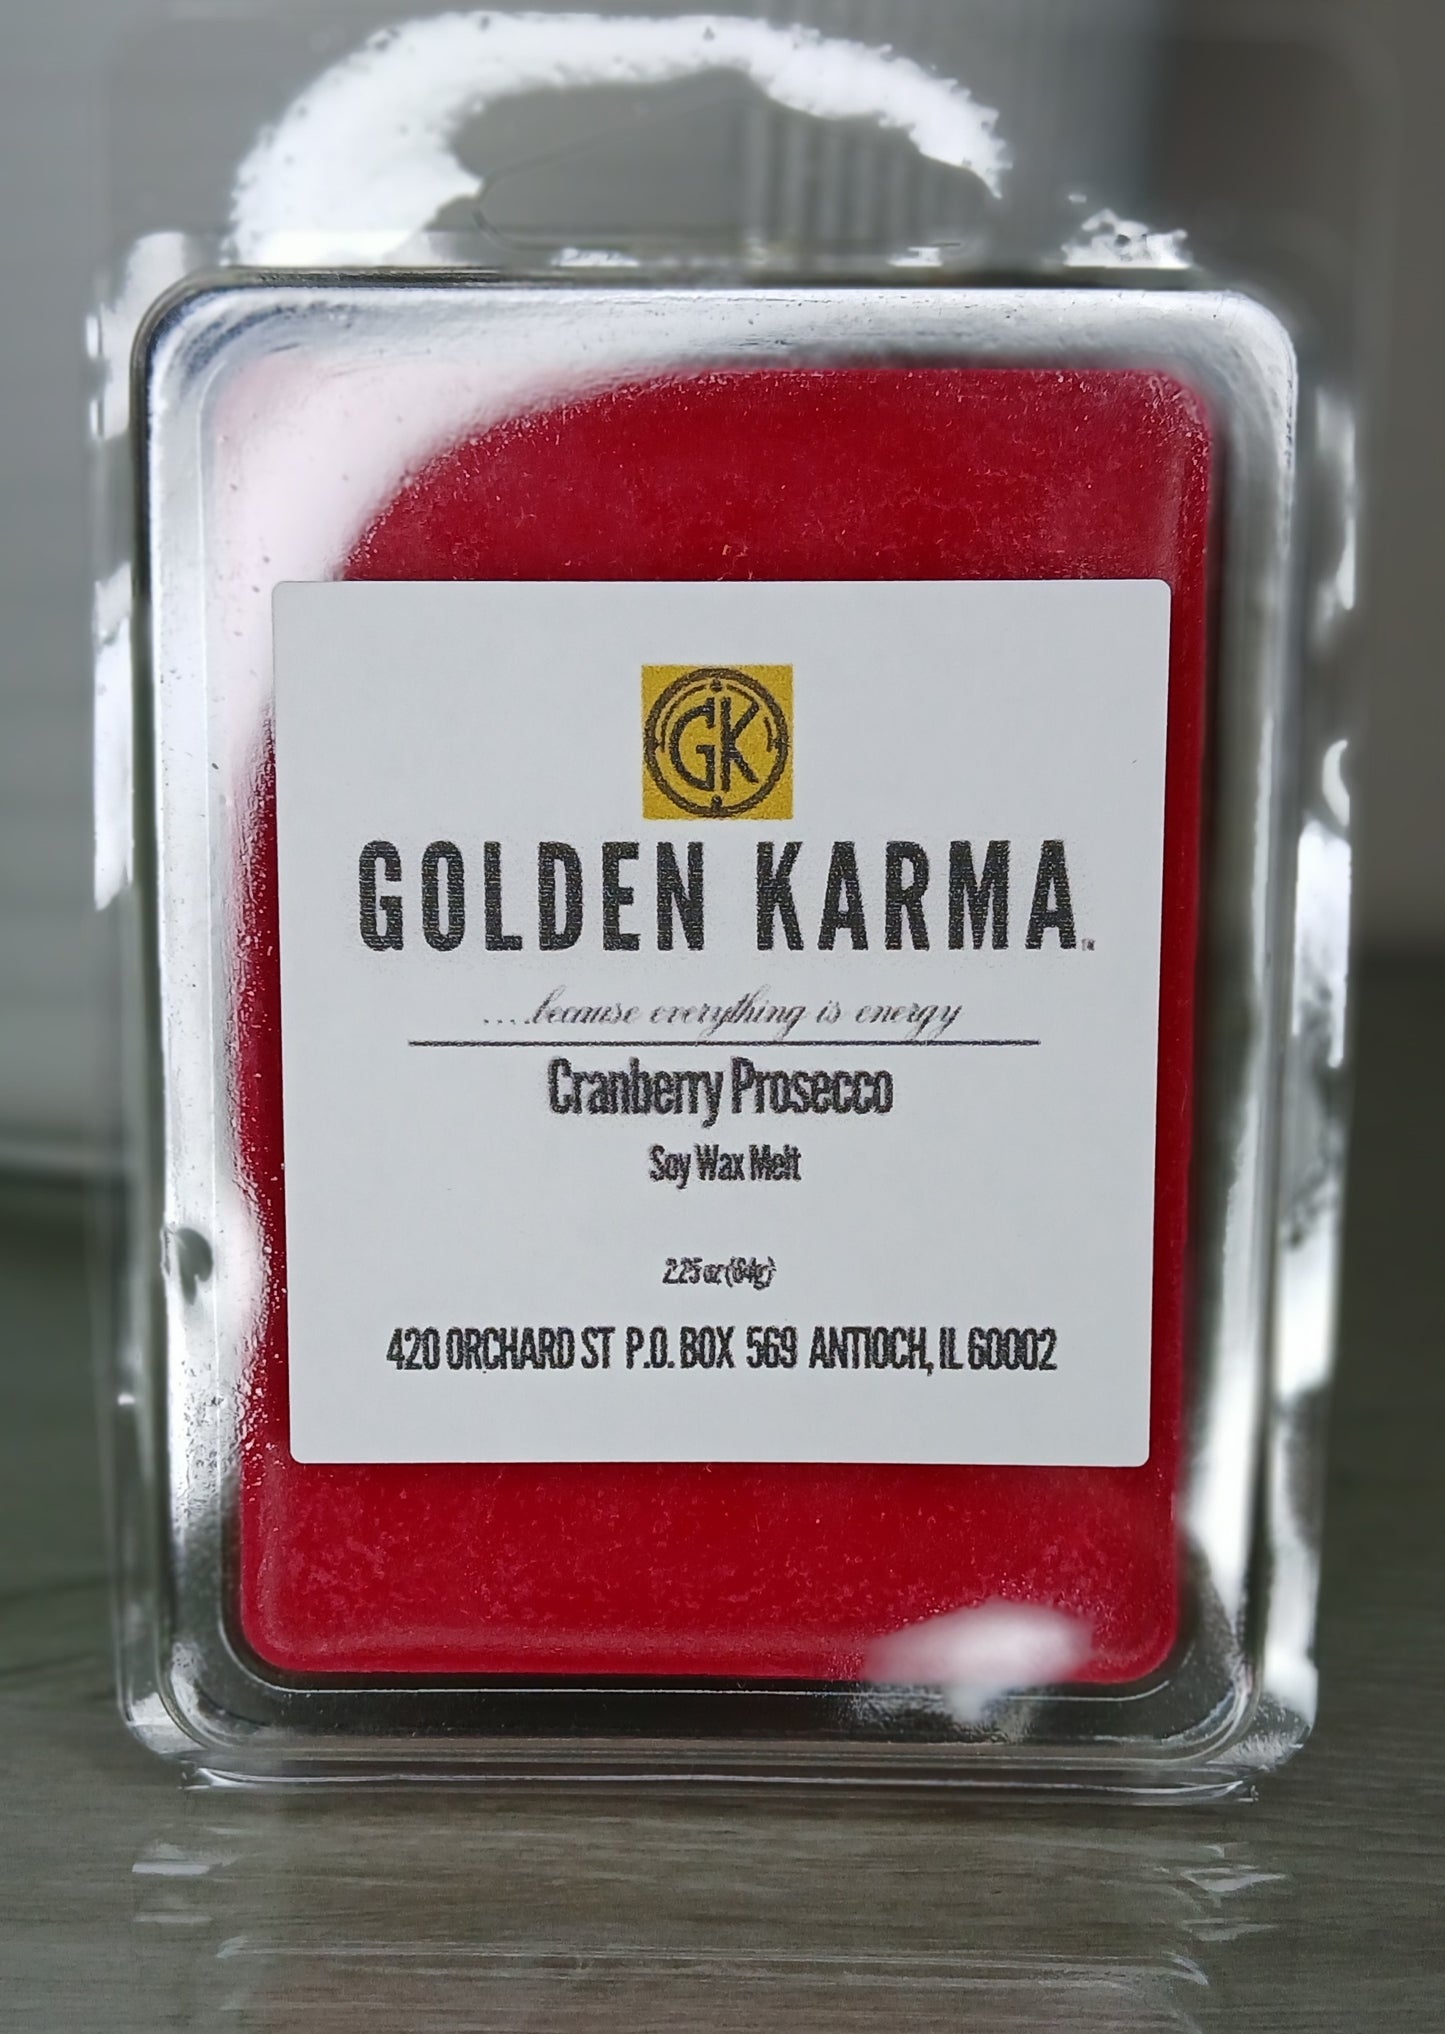 GK
GOLDEN KARMA™
....because everything is energy
Cranberry Prosecco
Soy Wax Melt
2.25 oz (64g)
420 ORCHARD ST P.O. BOX 569 ANTIOCH, IL 60002